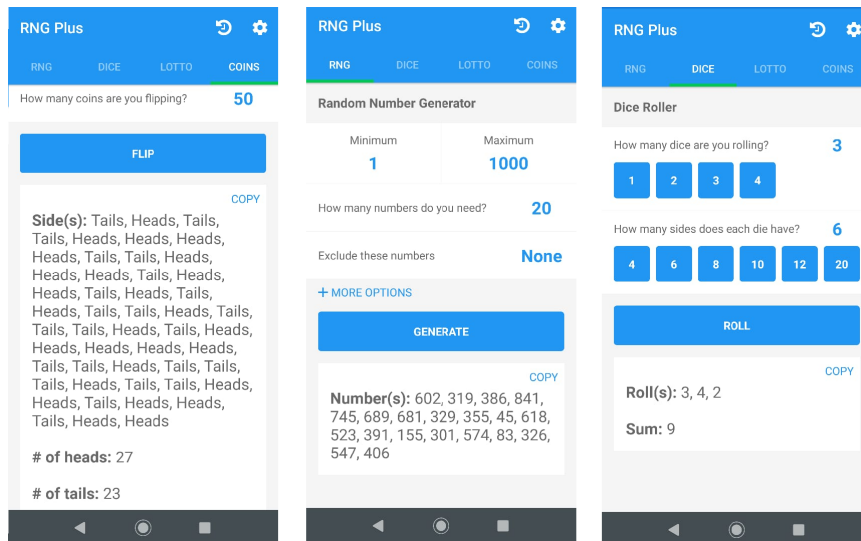 RNG Plus
RNG DICE LOTTO COINS
How many coins are you flipping? 50
FLIP
COPY
Side(s): Tails, Heads, Tails,
Tails, Heads, Heads, Heads,
Heads, Tails, Tails, Heads,
Heads, Heads, Tails, Heads,
Heads, Tails, Heads, Tails,
Heads, Tails, Tails, Heads, Tails,
Tails, Tails, Heads, Tails, Heads,
Heads, Heads, Heads, Heads,
Tails, Tails, Heads, Tails, Tails,
Tails, Heads, Tails, Tails, Heads,
Heads, Tails, Heads, Heads,
Tails, Heads, Heads
# of heads: 27
# of tails: 23
RNG Plus
RNG DICE LOTTO COINS
Random Number Generator
Minimum Maximum
1 1000
How many numbers do you need? 20
Exclude these numbers None
+ MORE OPTIONS
GENERATE
COPY
Number(s): 602, 319, 386, 841,
745, 689, 681, 329, 355, 45, 618,
523, 391, 155, 301, 574, 83, 326,
547, 406
RNG Plus
RNG DICE LOTTO COINS
Dice Roller
How many dice are you rolling? 3
1 2 3 4
How many sides does each die have? 6
4 6 8 10 12 20
ROLL
COPY
Roll(s): 3, 4, 2
Sum: 9